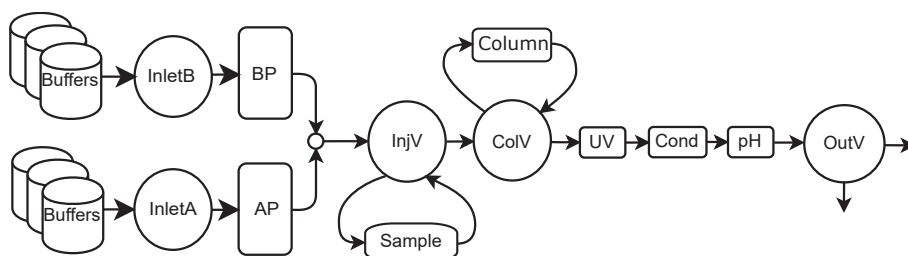 Column
Buffers
InletB
BP
InjV
ColV
UV
Cond
pH
OutV
Buffers
InletA
AP
Sample